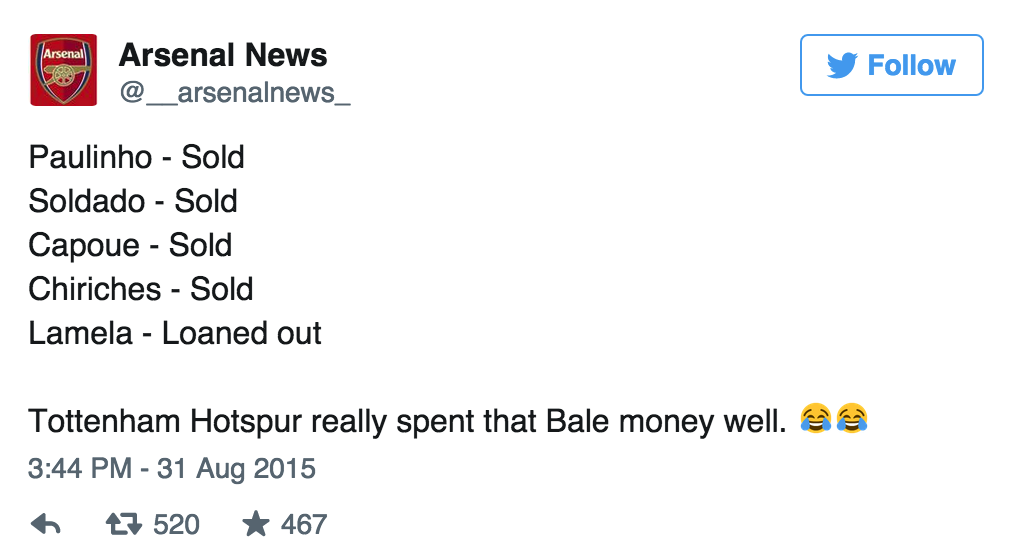 Arsenal
Arsenal News
@__arsenalnews_
Follow
Paulinho - Sold
Soldado - Sold
Capoue - Sold
Chiriches - Sold
Lamela - Loaned out
Tottenham Hotspur really spent that Bale money well. 😂😂
3:44 PM - 31 Aug 2015
520 467